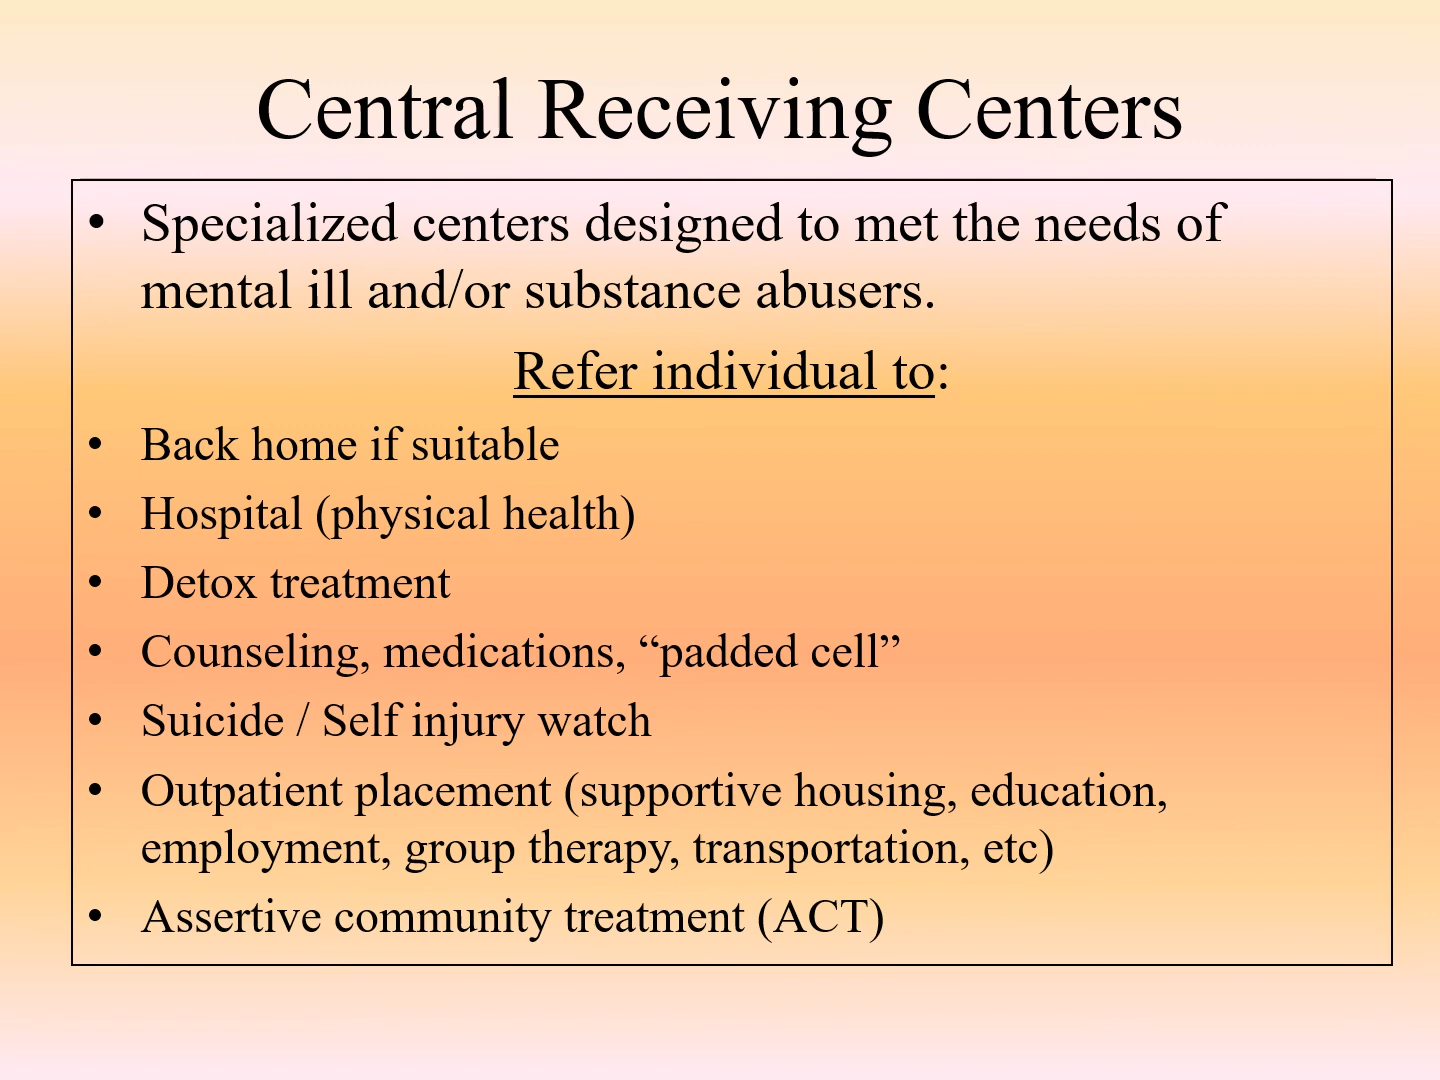 Central Receiving Centers
• Specialized centers designed to met the needs of
mental ill and/or substance abusers.
Refer individual to:
• Back home if suitable
• Hospital (physical health)
• Detox treatment
• Counseling, medications, “padded cell”
• Suicide / Self injury watch
• Outpatient placement (supportive housing, education,
employment, group therapy, transportation, etc)
• Assertive community treatment (ACT)